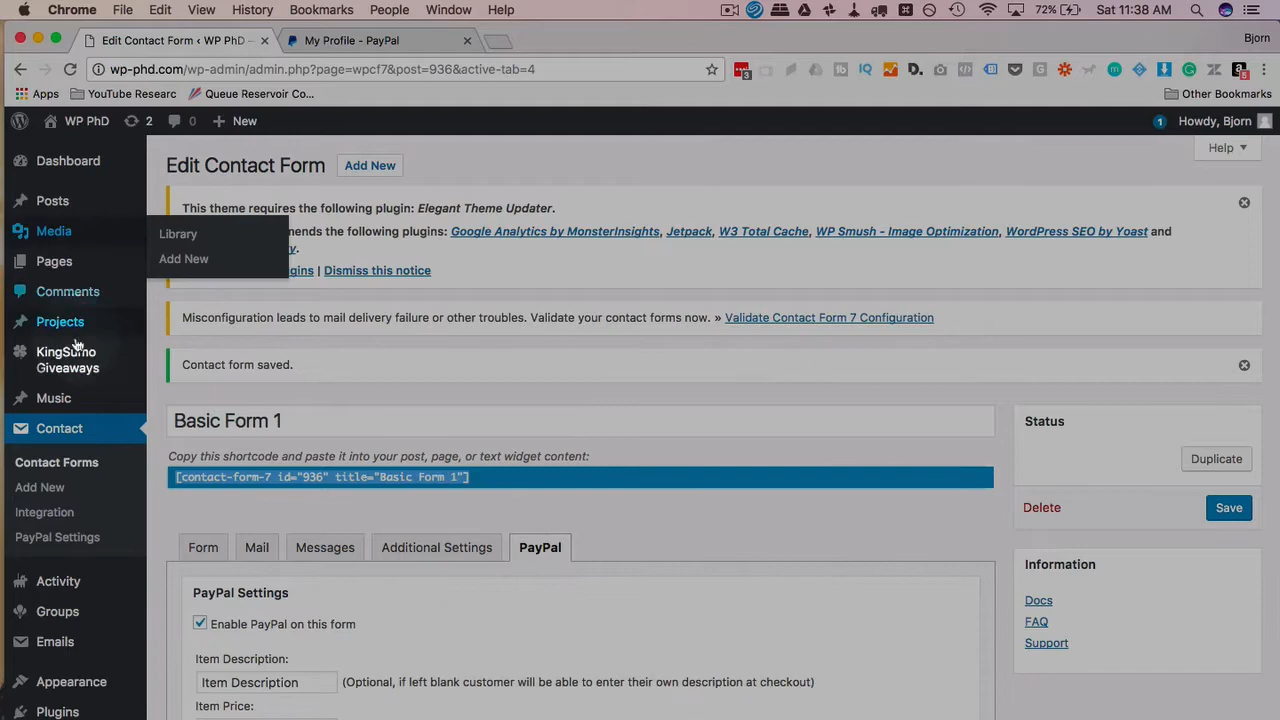 Chrome File Edit View History Bookmarks People Window Help 72% Sat 11:38 AM
Edit Contact Form ‹ WP PhD — My Profile - PayPal Bjorn
wp-phd.com/wp-admin/admin.php?page=wpcf7&post=936&active-tab=4
Apps YouTube Researc Queue Reservoir Co... Other Bookmarks
WP PhD 2 0 New 1 Howdy, Bjorn
Dashboard
Posts
Media
Library
Add New
Pages
Comments
Projects
KingSumo
Giveaways
Music
Contact
Contact Forms
Add New
Integration
PayPal Settings
Activity
Groups
Emails
Appearance
Plugins
Edit Contact Form Add New Help
This theme requires the following plugin: Elegant Theme Updater.
mends the following plugins: Google Analytics by MonsterInsights, Jetpack, W3 Total Cache, WP Smush - Image Optimization, WordPress SEO by Yoast and
| Dismiss this notice
Misconfiguration leads to mail delivery failure or other troubles. Validate your contact forms now. » Validate Contact Form 7 Configuration
Contact form saved.
Basic Form 1
Copy this shortcode and paste it into your post, page, or text widget content:
[contact-form-7 id="936" title="Basic Form 1"]
Form Mail Messages Additional Settings PayPal
PayPal Settings
Enable PayPal on this form
Item Description:
Item Description (Optional, if left blank customer will be able to enter their own description at checkout)
Item Price:
Status
Duplicate
Delete Save
Information
Docs
FAQ
Support